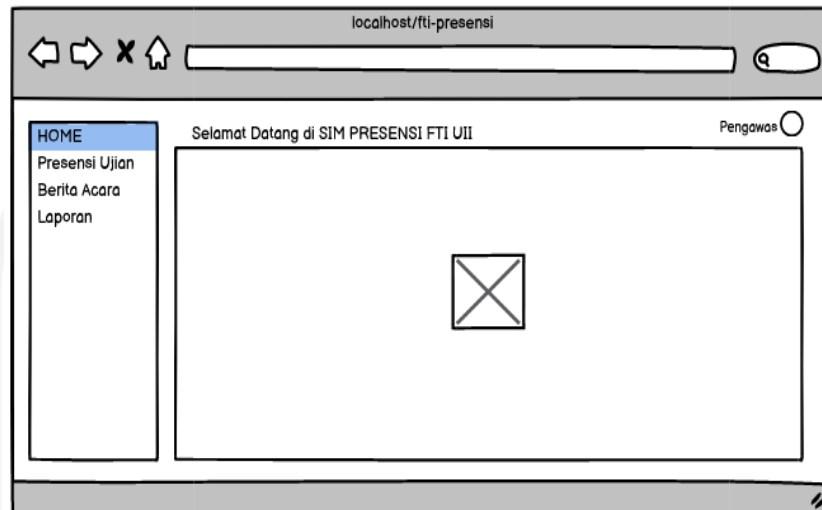 localhost/fti-presensi
HOME
Presensi Ujian
Berita Acara
Laporan
Selamat Datang di SIM PRESENSI FTI UII
Pengawas